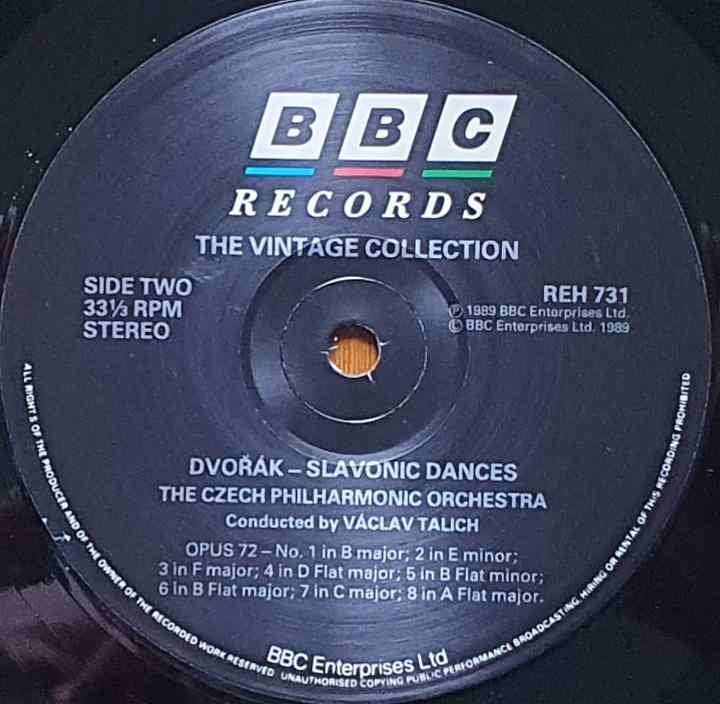 BBC
RECORDS
THE VINTAGE COLLECTION
SIDE TWO
33⅓ RPM
STEREO
REH 731
Ⓟ 1989 BBC Enterprises Ltd.
© BBC Enterprises Ltd. 1989
DVOŘÁK – SLAVONIC DANCES
THE CZECH PHILHARMONIC ORCHESTRA
Conducted by VÁCLAV TALICH
OPUS 72 – No. 1 in B major; 2 in E minor;
3 in F major; 4 in D Flat major; 5 in B Flat minor;
6 in B Flat major; 7 in C major; 8 in A Flat major.
BBC Enterprises Ltd
ALL RIGHTS OF THE PRODUCER AND OF THE OWNER OF THE RECORDED WORK RESERVED UNAUTHORISED COPYING PUBLIC PERFORMANCE BROADCASTING, HIRING OR RENTAL OF THIS RECORDING PROHIBITED